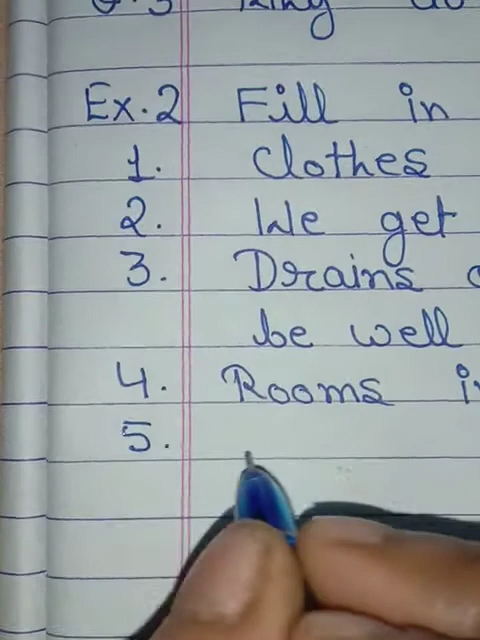 Ex.2 Fill in
1. Clothes
2. We get
3. Drains
be well
4. Rooms
5.